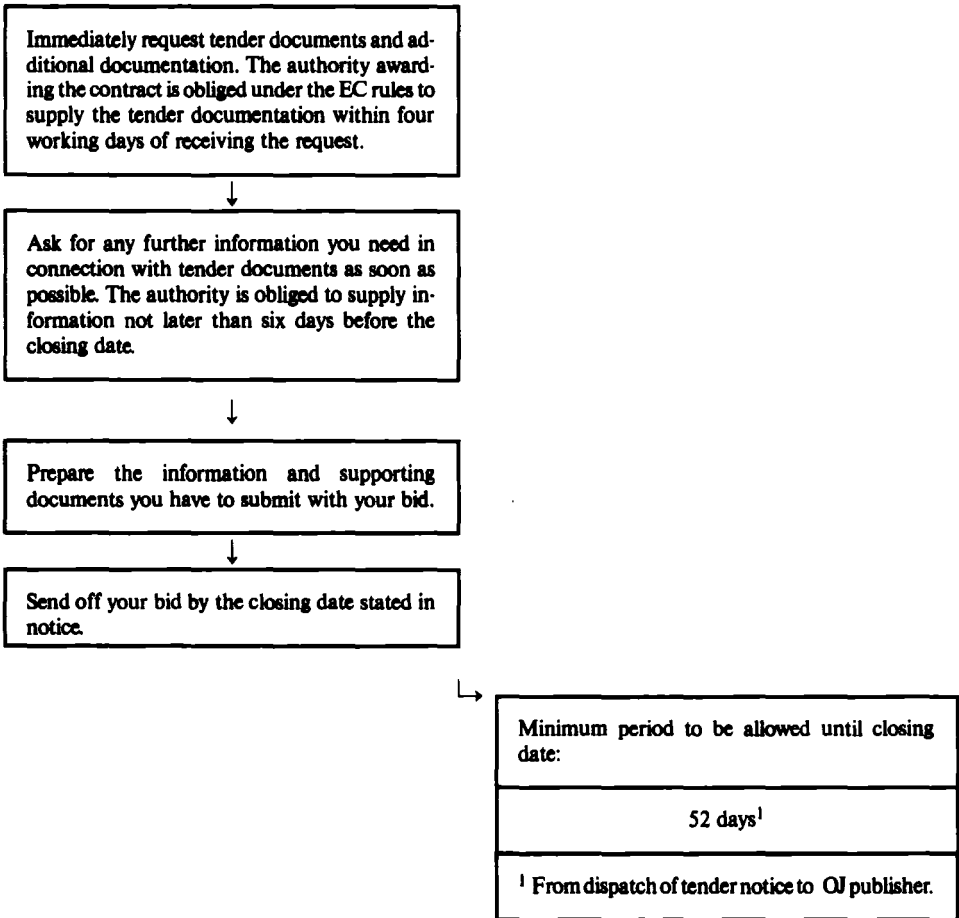 Immediately request tender documents and ad-
ditional documentation. The authority award-
ing the contract is obliged under the EC rules to
supply the tender documentation within four
working days of receiving the request.
↓
Ask for any further information you need in
connection with tender documents as soon as
possible. The authority is obliged to supply in-
formation not later than six days before the
closing date.
↓
Prepare the information and supporting
documents you have to submit with your bid.
↓
Send off your bid by the closing date stated in
notice.
Minimum period to be allowed until closing
date:
52 days¹
¹ From dispatch of tender notice to OJ publisher.